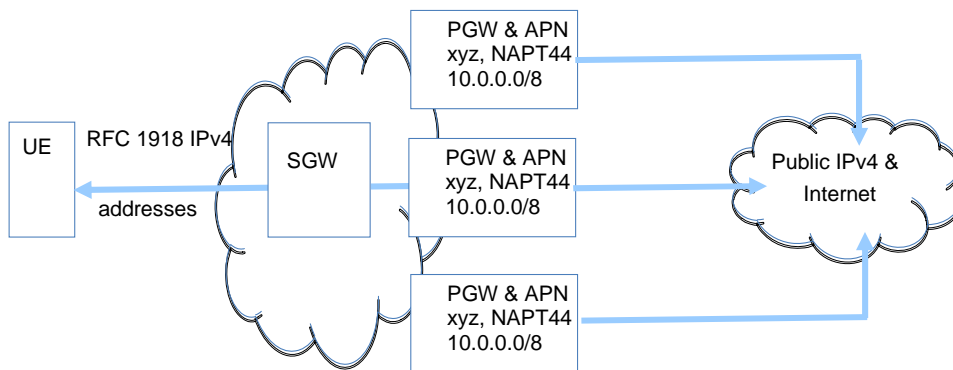 PGW & APN
xyz, NAPT44
10.0.0.0/8
UE
RFC 1918 IPv4
addresses
SGW
PGW & APN
xyz, NAPT44
10.0.0.0/8
Public IPv4 &
Internet
PGW & APN
xyz, NAPT44
10.0.0.0/8